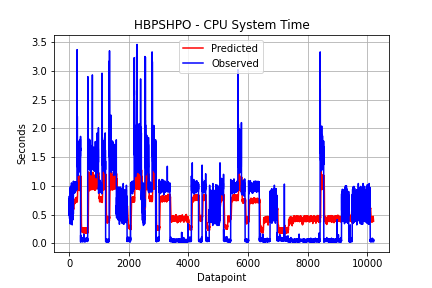 HBPSHPO - CPU System Time
Predicted
Observed
3.5
3.0
2.5
2.0
1.5
1.0
0.5
0.0
Seconds
0
2000
4000
6000
8000
10000
Datapoint